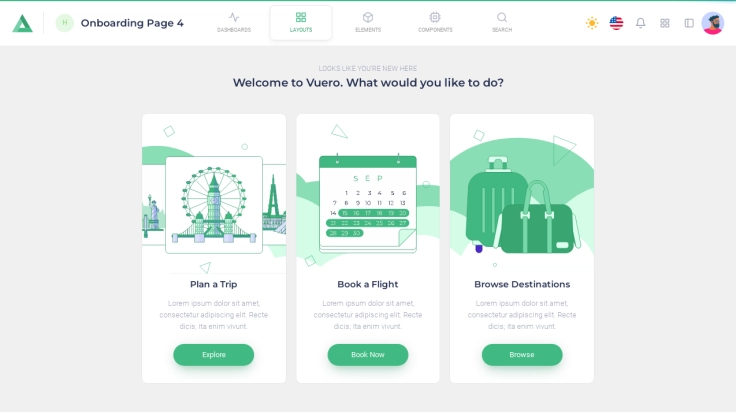 H
Onboarding Page 4
DASHBOARDS
LAYOUTS
ELEMENTS
COMPONENTS
SEARCH
LOOKS LIKE YOU'RE NEW HERE
Welcome to Vuero. What would you like to do?
SEP
1 2 3 4 5 6
7 8 9 10 11 12 13
14 15 16 17 18 19 20
21 22 23 24 25 26 27
28 29 30
Plan a Trip
Lorem ipsum dolor sit amet,
consectetur adipiscing elit. Recte
dicis; ita enim vivunt.
Explore
Book a Flight
Lorem ipsum dolor sit amet,
consectetur adipiscing elit. Recte
dicis; ita enim vivunt.
Book Now
Browse Destinations
Lorem ipsum dolor sit amet,
consectetur adipiscing elit. Recte
dicis; ita enim vivunt.
Browse